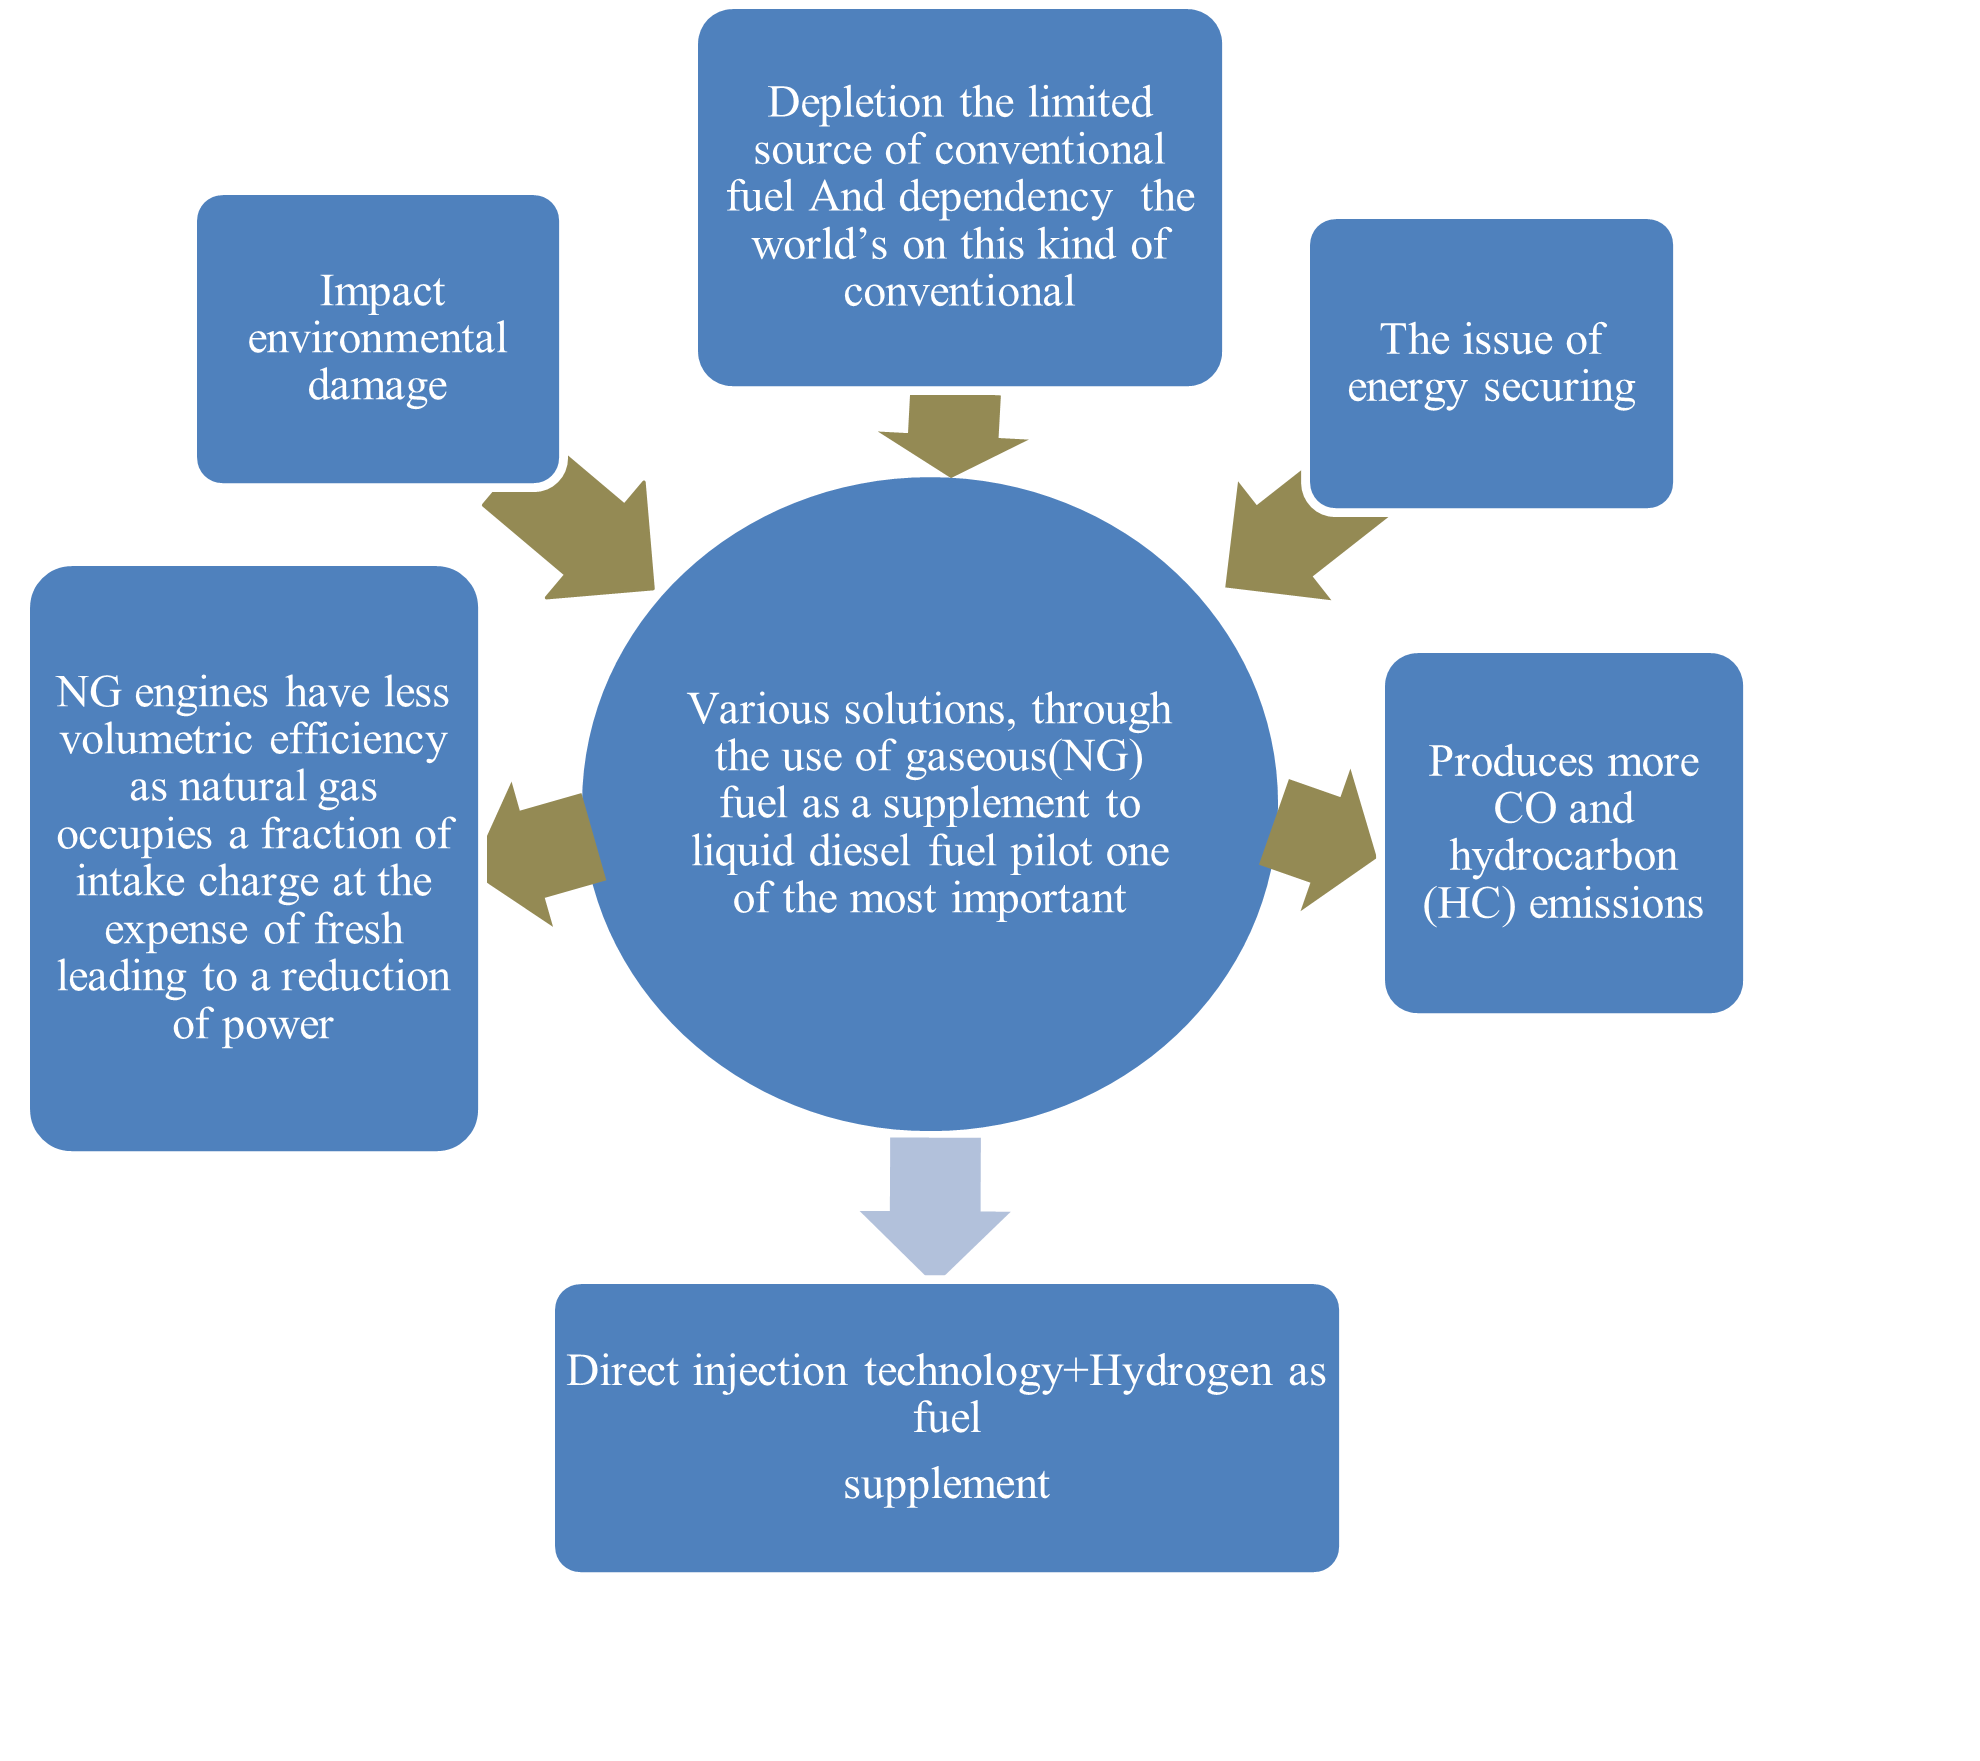 Depletion the limited
source of conventional
fuel And dependency the
world’s on this kind of
conventional
Impact
environmental
damage
The issue of
energy securing
NG engines have less
volumetric efficiency
as natural gas
occupies a fraction of
intake charge at the
expense of fresh
leading to a reduction
of power
Various solutions, through
the use of gaseous(NG)
fuel as a supplement to
liquid diesel fuel pilot one
of the most important
Produces more
CO and
hydrocarbon
(HC) emissions
Direct injection technology+Hydrogen as
fuel
supplement